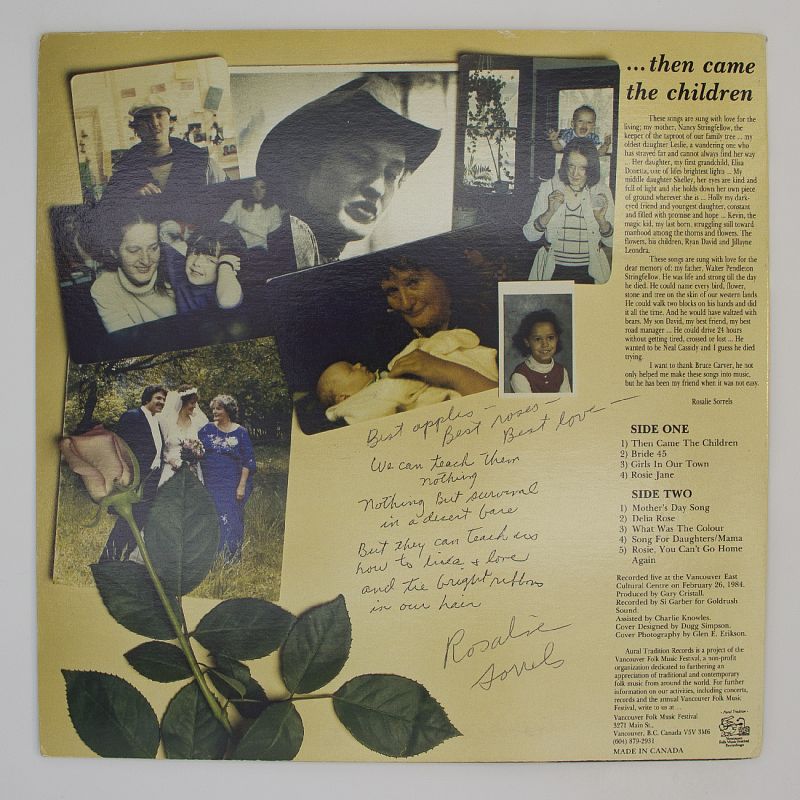 ...then came
the children
These songs are sung with love for the
living; my mother, Nancy Stringfellow, the
keeper of the taproot of our family tree ... my
oldest daughter Leslie, a wandering one who
has strayed far and cannot always find her way
... Her daughter, my first grandchild, Elisa
Donetta, one of lifes brightest lights ... My
middle daughter Shelley, her eyes are kind and
full of light and she holds down her own piece
of ground wherever she is ... Holly my dark-
eyed friend and youngest daughter, constant
and filled with promise and hope ... Kevin, the
magic kid, my last born, struggling still toward
manhood among the thorns and flowers. The
flowers, his children, Ryan David and Jillayne
Leondra.
These songs are sung with love for the
dear memory of: my father, Walter Pendleton
Stringfellow. He was life and strong till the day
he died. He could name every bird, flower,
stone and tree on the skin of our western lands
He could walk two blocks on his hands and did
it all the time. And he would have waltzed with
bears. My son David, my best friend, my best
road manager ... He could drive 24 hours
without getting tired, crossed or lost ... He
wanted to be Neal Cassidy and I guess he died
trying.
I want to thank Bruce Carver, he not
only helped me make these songs into music,
but he has been my friend when it was not easy.
Rosalie Sorrels
SIDE ONE
1) Then Came The Children
2) Bride 45
3) Girls In Our Town
4) Rosie Jane
SIDE TWO
1) Mother's Day Song
2) Delia Rose
3) What Was The Colour
4) Song For Daughters/Mama
5) Rosie, You Can't Go Home
Again
Recorded live at the Vancouver East
Cultural Centre on February 26, 1984.
Produced by Gary Cristall.
Recorded by Si Garber for Goldrush
Sound.
Assisted by Charlie Knowles.
Cover Designed by Dugg Simpson.
Cover Photography by Glen E. Erikson.
Aural Tradition Records is a project of the
Vancouver Folk Music Festival, a non-profit
organization dedicated to furthering an
appreciation of traditional and contemporary
folk music from around the world. For further
information on our activities, including concerts,
records and the annual Vancouver Folk Music
Festival, write to us at ...
Vancouver Folk Music Festival
3271 Main St.,
Vancouver, B.C. Canada V5V 3M6
(604) 879-2931
MADE IN CANADA
Aural Tradition
Vancouver
Folk Music Festival
Recordings
Best apples —
Best roses —
Best love —
We can teach them
nothing
Nothing But survival
in a desert bare
But they can teach us
how to linda & love
and tie bright ribbons
in our hair
Rosalie
Sorrels